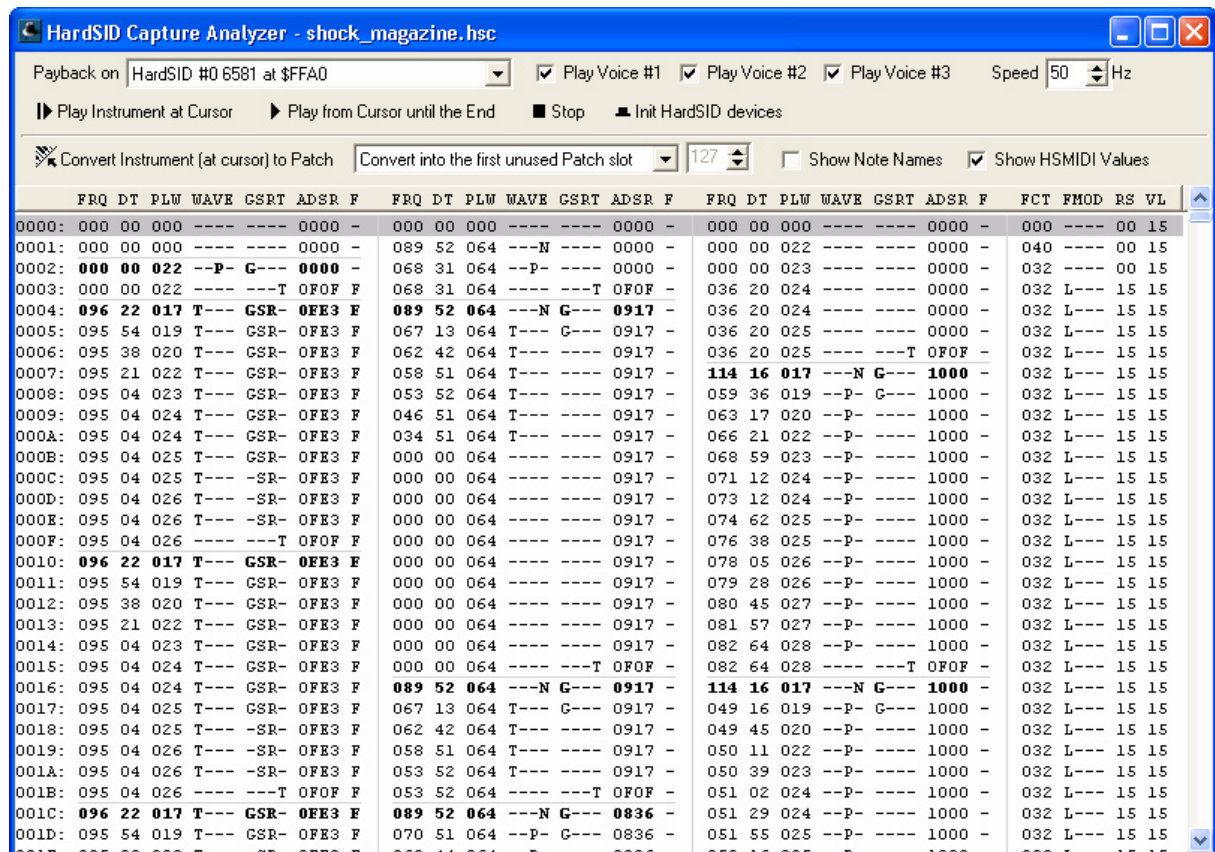 HardSID Capture Analyzer - shock_magazine.hsc
Payback on HardSID #0 6581 at $FFA0 Play Voice #1 Play Voice #2 Play Voice #3 Speed 50 Hz
Play Instrument at Cursor Play from Cursor until the End Stop Init HardSID devices
Convert Instrument (at cursor) to Patch Convert into the first unused Patch slot 127 Show Note Names Show HSMIDI Values
FRQ DT PLW WAVE GSRT ADSR F FRQ DT PLW WAVE GSRT ADSR F FRQ DT PLW WAVE GSRT ADSR F FCT FMOD RS VL
0000: 000 00 000 ---- ---- 0000 - 000 00 000 ---- ---- 0000 - 000 00 000 ---- ---- 0000 - 000 ---- 00 15
0001: 000 00 000 ---- ---- 0000 - 089 52 064 ---N ---- 0000 - 000 00 022 ---- ---- 0000 - 040 ---- 00 15
0002: 000 00 022 --P- G--- 0000 - 068 31 064 --P- ---- 0000 - 000 00 023 ---- ---- 0000 - 032 ---- 00 15
0003: 000 00 022 ---- ---T 0F0F F 068 31 064 ---- ---T 0F0F - 036 20 024 ---- ---- 0000 - 032 L--- 15 15
0004: 096 22 017 T--- GSR- 0FE3 F 089 52 064 ---N G--- 0917 - 036 20 024 ---- ---- 0000 - 032 L--- 15 15
0005: 095 54 019 T--- GSR- 0FE3 F 067 13 064 T--- G--- 0917 - 036 20 025 ---- ---- 0000 - 032 L--- 15 15
0006: 095 38 020 T--- GSR- 0FE3 F 062 42 064 T--- ---- 0917 - 036 20 025 ---- ---T 0F0F - 032 L--- 15 15
0007: 095 21 022 T--- GSR- 0FE3 F 058 51 064 T--- ---- 0917 - 114 16 017 ---N G--- 1000 - 032 L--- 15 15
0008: 095 04 023 T--- GSR- 0FE3 F 053 52 064 T--- ---- 0917 - 059 36 019 --P- G--- 1000 - 032 L--- 15 15
0009: 095 04 024 T--- GSR- 0FE3 F 046 51 064 T--- ---- 0917 - 063 17 020 --P- ---- 1000 - 032 L--- 15 15
000A: 095 04 024 T--- GSR- 0FE3 F 034 51 064 T--- ---- 0917 - 066 21 022 --P- ---- 1000 - 032 L--- 15 15
000B: 095 04 025 T--- GSR- 0FE3 F 000 00 064 ---- ---- 0917 - 068 59 023 --P- ---- 1000 - 032 L--- 15 15
000C: 095 04 025 T--- -SR- 0FE3 F 000 00 064 ---- ---- 0917 - 071 12 024 --P- ---- 1000 - 032 L--- 15 15
000D: 095 04 026 T--- -SR- 0FE3 F 000 00 064 ---- ---- 0917 - 073 12 024 --P- ---- 1000 - 032 L--- 15 15
000E: 095 04 026 T--- -SR- 0FE3 F 000 00 064 ---- ---- 0917 - 074 62 025 --P- ---- 1000 - 032 L--- 15 15
000F: 095 04 026 ---- ---T 0F0F F 000 00 064 ---- ---- 0917 - 076 38 025 --P- ---- 1000 - 032 L--- 15 15
0010: 096 22 017 T--- GSR- 0FE3 F 000 00 064 ---- ---- 0917 - 078 05 026 --P- ---- 1000 - 032 L--- 15 15
0011: 095 54 019 T--- GSR- 0FE3 F 000 00 064 ---- ---- 0917 - 079 28 026 --P- ---- 1000 - 032 L--- 15 15
0012: 095 38 020 T--- GSR- 0FE3 F 000 00 064 ---- ---- 0917 - 080 45 027 --P- ---- 1000 - 032 L--- 15 15
0013: 095 21 022 T--- GSR- 0FE3 F 000 00 064 ---- ---- 0917 - 081 57 027 --P- ---- 1000 - 032 L--- 15 15
0014: 095 04 023 T--- GSR- 0FE3 F 000 00 064 ---- ---- 0917 - 082 64 028 --P- ---- 1000 - 032 L--- 15 15
0015: 095 04 024 T--- GSR- 0FE3 F 000 00 064 ---- ---T 0F0F - 082 64 028 ---- ---T 0F0F - 032 L--- 15 15
0016: 095 04 024 T--- GSR- 0FE3 F 089 52 064 ---N G--- 0917 - 114 16 017 ---N G--- 1000 - 032 L--- 15 15
0017: 095 04 025 T--- GSR- 0FE3 F 067 13 064 T--- G--- 0917 - 049 16 019 --P- G--- 1000 - 032 L--- 15 15
0018: 095 04 025 T--- -SR- 0FE3 F 062 42 064 T--- ---- 0917 - 049 45 020 --P- ---- 1000 - 032 L--- 15 15
0019: 095 04 026 T--- -SR- 0FE3 F 058 51 064 T--- ---- 0917 - 050 11 022 --P- ---- 1000 - 032 L--- 15 15
001A: 095 04 026 T--- -SR- 0FE3 F 053 52 064 T--- ---- 0917 - 050 39 023 --P- ---- 1000 - 032 L--- 15 15
001B: 095 04 026 ---- ---T 0F0F F 053 52 064 ---- ---T 0F0F - 051 02 024 --P- ---- 1000 - 032 L--- 15 15
001C: 096 22 017 T--- GSR- 0FE3 F 089 52 064 ---N G--- 0836 - 051 29 024 --P- ---- 1000 - 032 L--- 15 15
001D: 095 54 019 T--- GSR- 0FE3 F 070 51 064 --P- G--- 0836 - 051 55 025 --P- ---- 1000 - 032 L--- 15 15